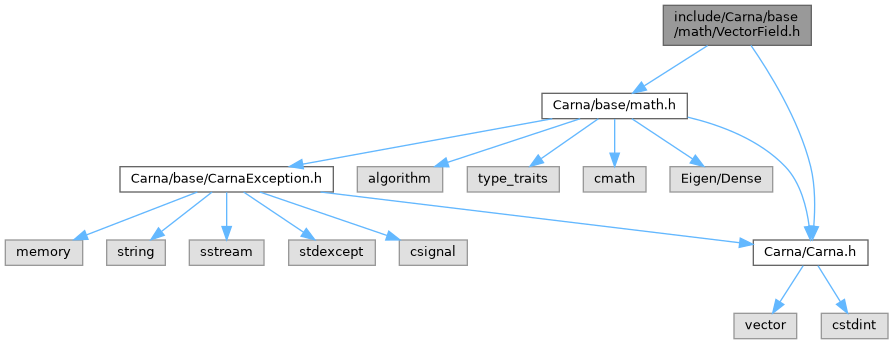 include/Carna/base
/math/VectorField.h
Carna/base/math.h
Carna/base/CarnaException.h
algorithm
type_traits
cmath
Eigen/Dense
memory
string
sstream
stdexcept
csignal
Carna/Carna.h
vector
cstdint